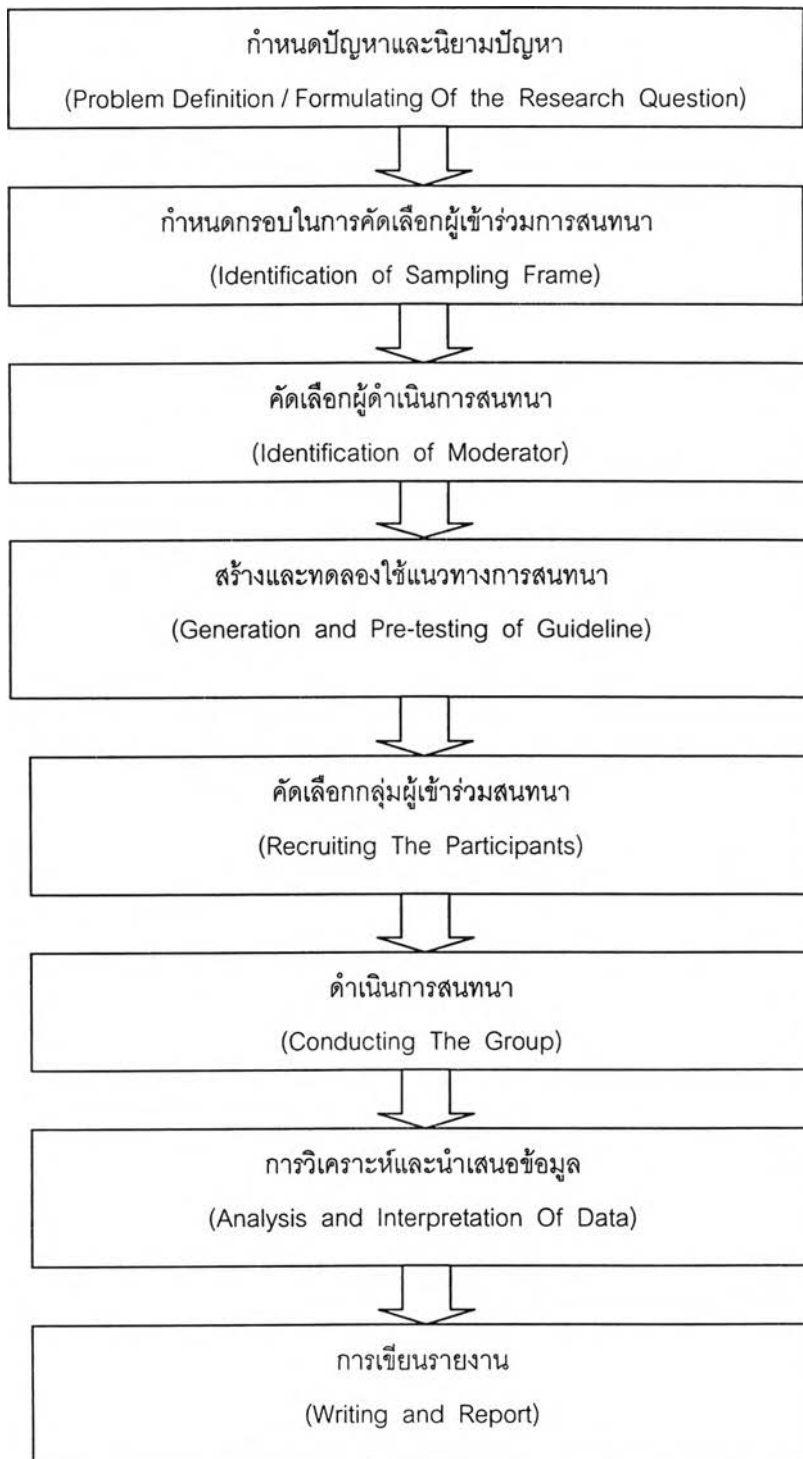 กำหนดปัญหาและนิยามปัญหา
(Problem Definition / Formulating Of the Research Question)
กำหนดกรอบในการคัดเลือกผู้เข้าร่วมการสนทนา
(Identification of Sampling Frame)
คัดเลือกผู้ดำเนินการสนทนา
(Identification of Moderator)
สร้างและทดลองใช้แนวทางการสนทนา
(Generation and Pre-testing of Guideline)
คัดเลือกกลุ่มผู้เข้าร่วมสนทนา
(Recruiting The Participants)
ดำเนินการสนทนา
(Conducting The Group)
การวิเคราะห์และนำเสนอข้อมูล
(Analysis and Interpretation Of Data)
การเขียนรายงาน
(Writing and Report)